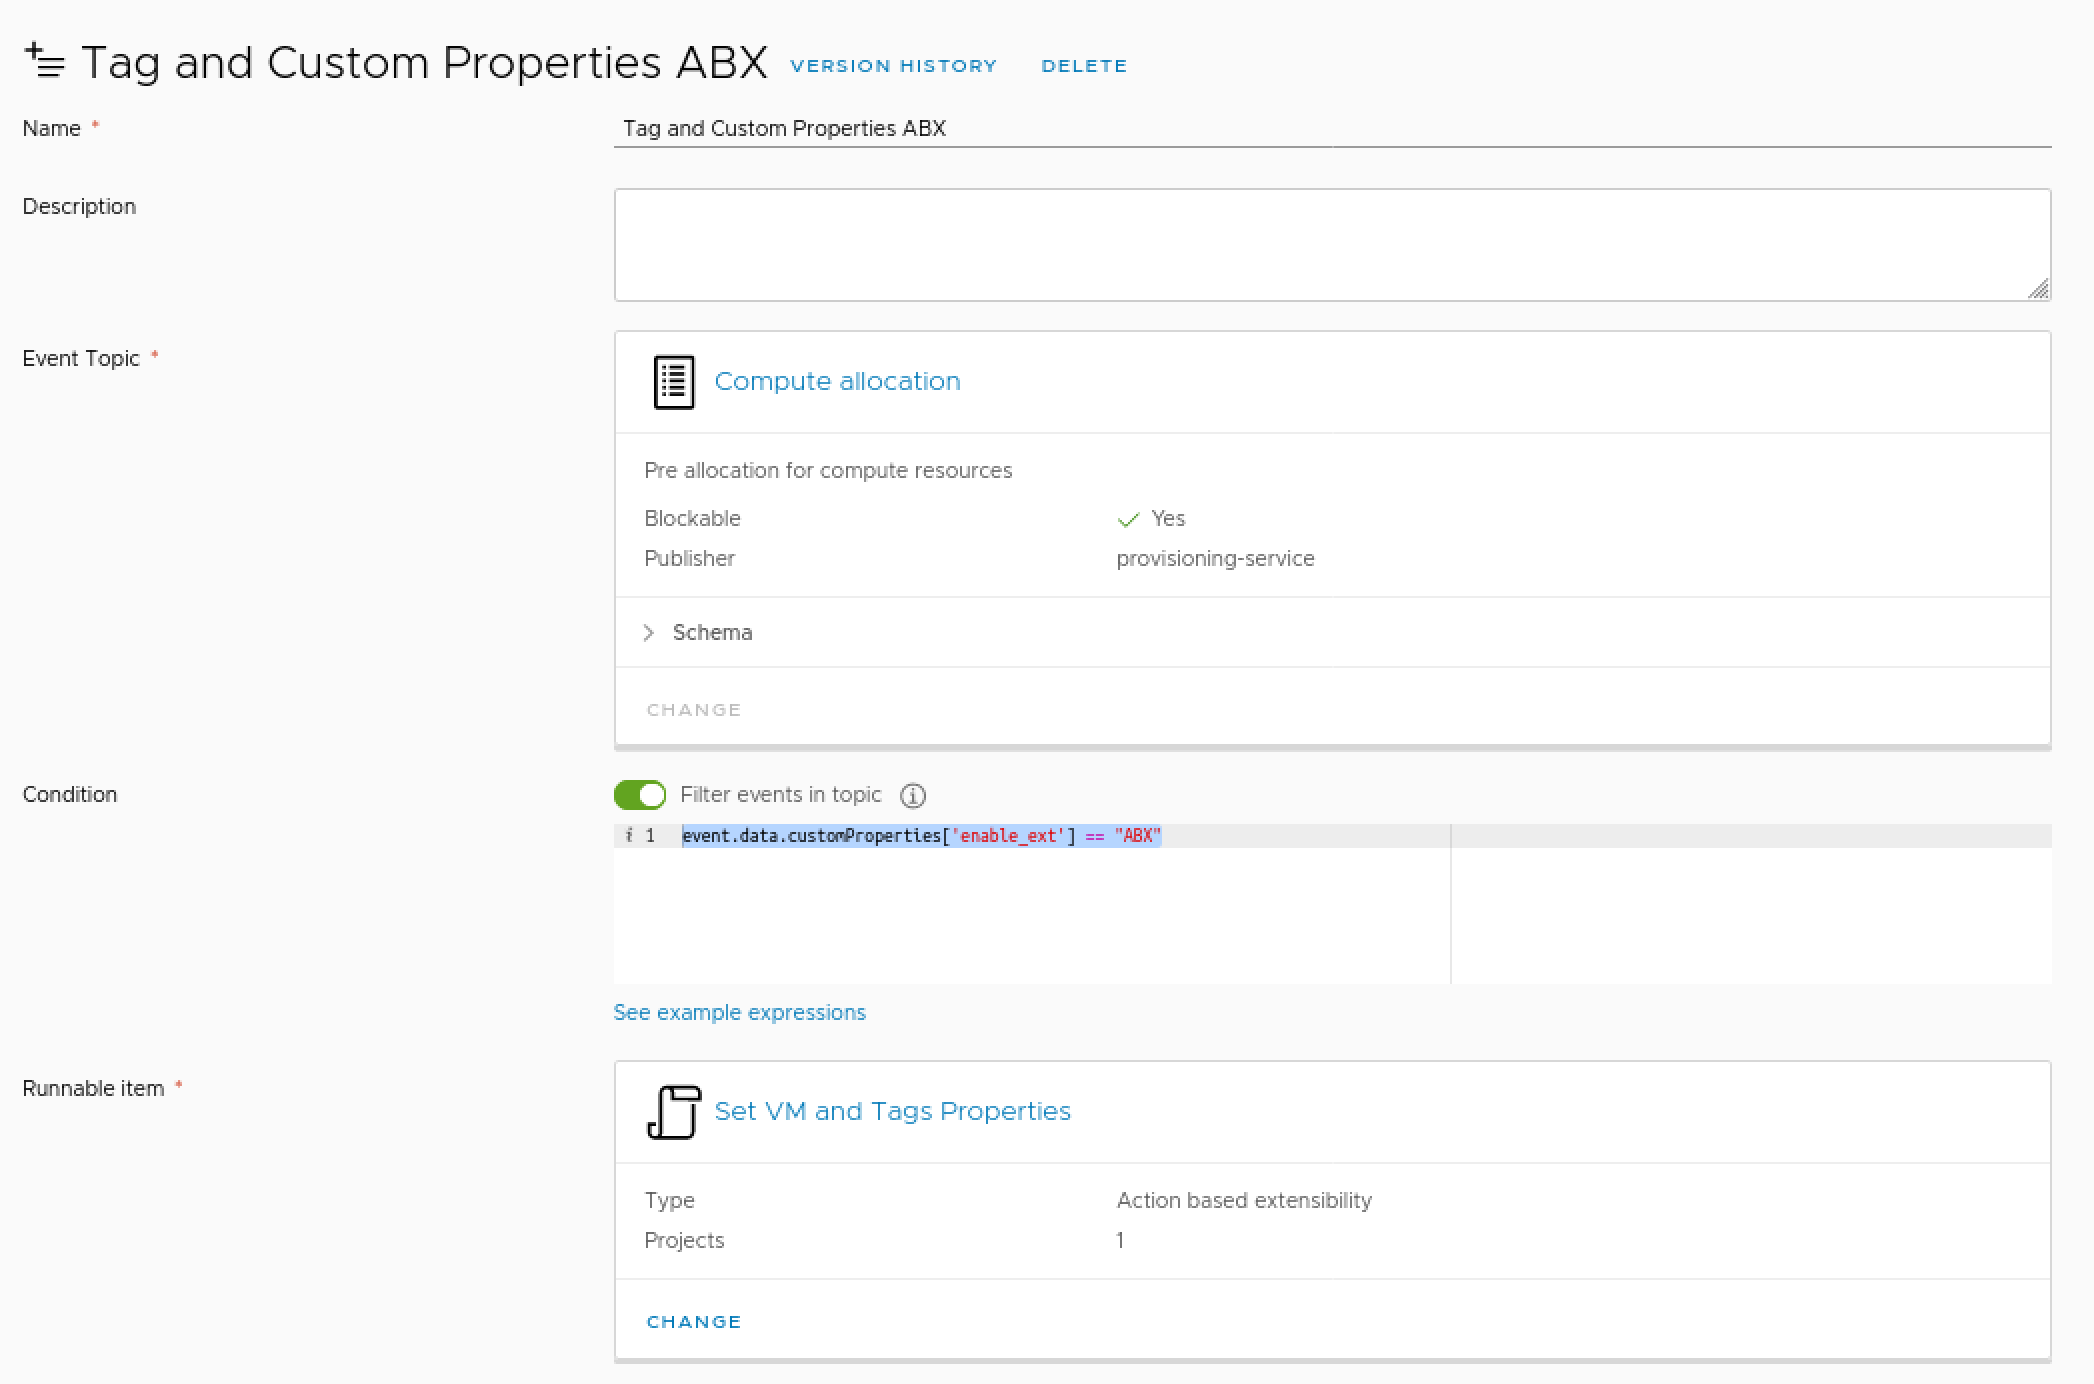 Tag and Custom Properties ABX VERSION HISTORY DELETE
Name * Tag and Custom Properties ABX
Description
Event Topic *
Compute allocation
Pre allocation for compute resources
Blockable Yes
Publisher provisioning-service
Schema
CHANGE
Condition Filter events in topic
i 1 event.data.customProperties['enable_ext'] == "ABX"
See example expressions
Runnable item *
Set VM and Tags Properties
Type Action based extensibility
Projects 1
CHANGE